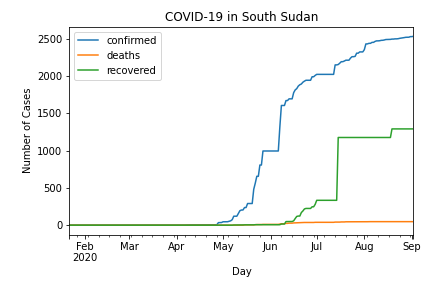 COVID-19 in South Sudan
confirmed
deaths
recovered
Number of Cases
2500
2000
1500
1000
500
0
Feb Mar Apr May Jun Jul Aug Sep
2020
Day